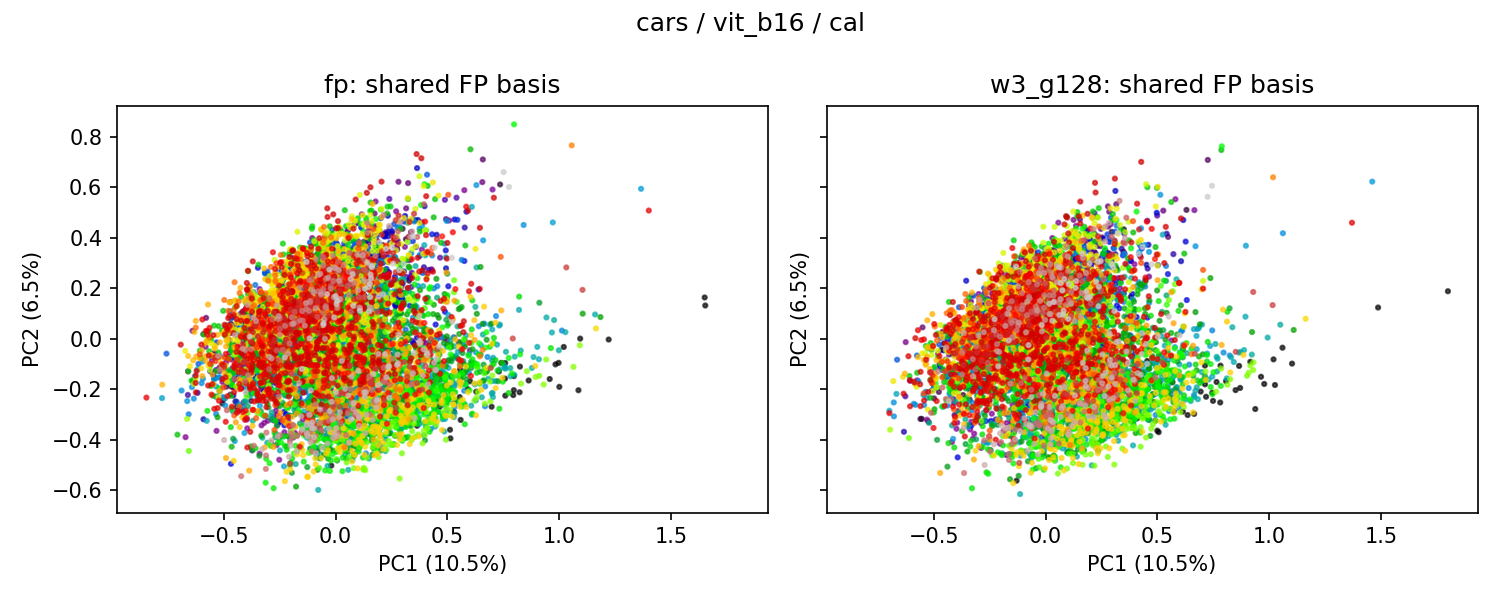 cars / vit_b16 / cal
fp: shared FP basis
w3_g128: shared FP basis
PC2 (6.5%)
0.8
0.6
0.4
0.2
0.0
−0.2
−0.4
−0.6
−0.5 0.0 0.5 1.0 1.5
PC1 (10.5%)
PC2 (6.5%)
−0.5 0.0 0.5 1.0 1.5
PC1 (10.5%)